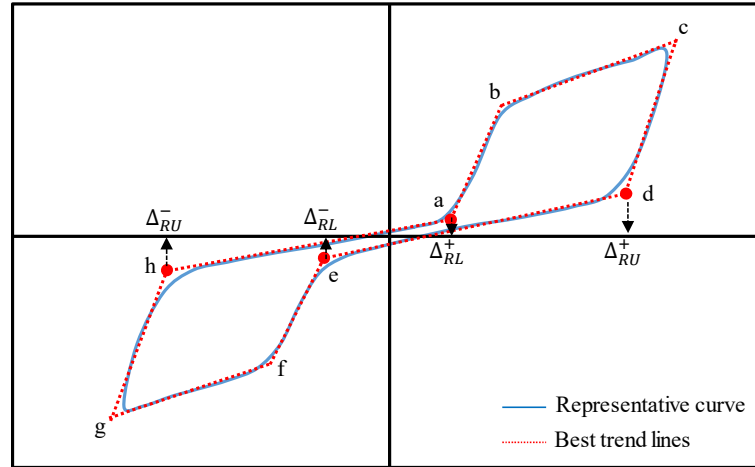 c
b
a
d
Δ⁻RU
Δ⁻RL
h
e
Δ⁺RL
Δ⁺RU
f
g
Representative curve
Best trend lines